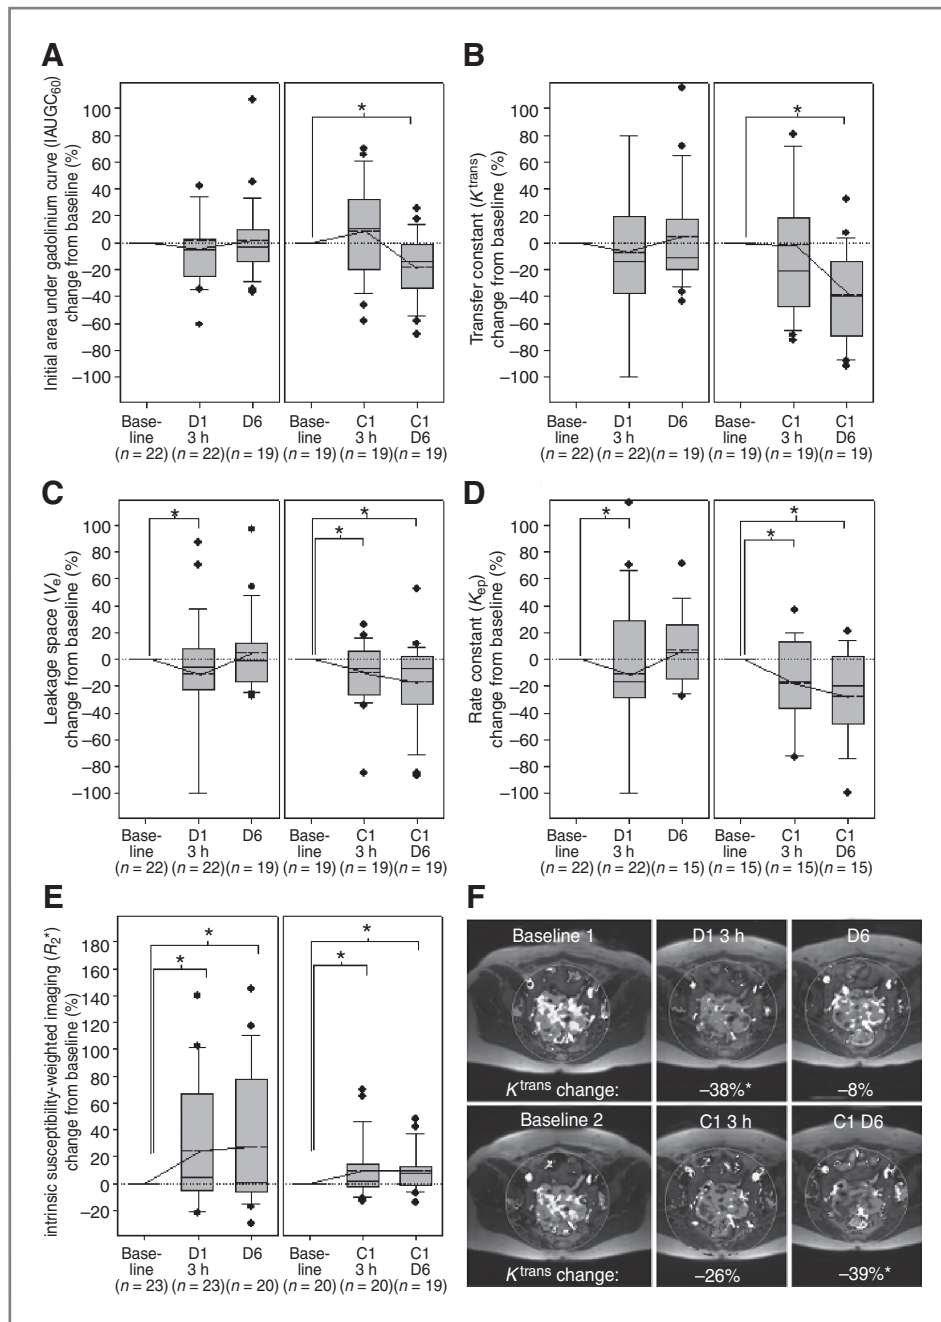 A
Initial area under gadolinium curve (IAUGC60)
change from baseline (%)
100
80
60
40
20
0
−20
−40
−60
−80
−100
*
Base- D1 D6 Base- C1 C1
line 3 h line 3 h D6
(n = 22) (n = 22) (n = 19) (n = 19) (n = 19) (n = 19)
B
Transfer constant (Ktrans)
change from baseline (%)
100
80
60
40
20
0
−20
−40
−60
−80
−100
*
Base- D1 D6 Base- C1 C1
line 3 h line 3 h D6
(n = 22) (n = 22) (n = 19) (n = 19) (n = 19) (n = 19)
C
Leakage space (Ve)
change from baseline (%)
100
80
60
40
20
0
−20
−40
−60
−80
−100
* * *
Base- D1 D6 Base- C1 C1
line 3 h line 3 h D6
(n = 22) (n = 22) (n = 19) (n = 19) (n = 19) (n = 19)
D
Rate constant (Kep)
change from baseline (%)
100
80
60
40
20
0
−20
−40
−60
−80
−100
* * *
Base- D1 D6 Base- C1 C1
line 3 h line 3 h D6
(n = 22) (n = 22) (n = 15) (n = 15) (n = 15) (n = 15)
E
intrinsic susceptibility-weighted imaging (R2*)
change from baseline (%)
180
160
140
120
100
80
60
40
20
0
−20
* * * *
Base- D1 D6 Base- C1 C1
line 3 h line 3 h D6
(n = 23) (n = 23) (n = 20) (n = 20) (n = 20) (n = 19)
F
Baseline 1 D1 3 h D6
Ktrans change: −38%* −8%
Baseline 2 C1 3 h C1 D6
Ktrans change: −26% −39%*